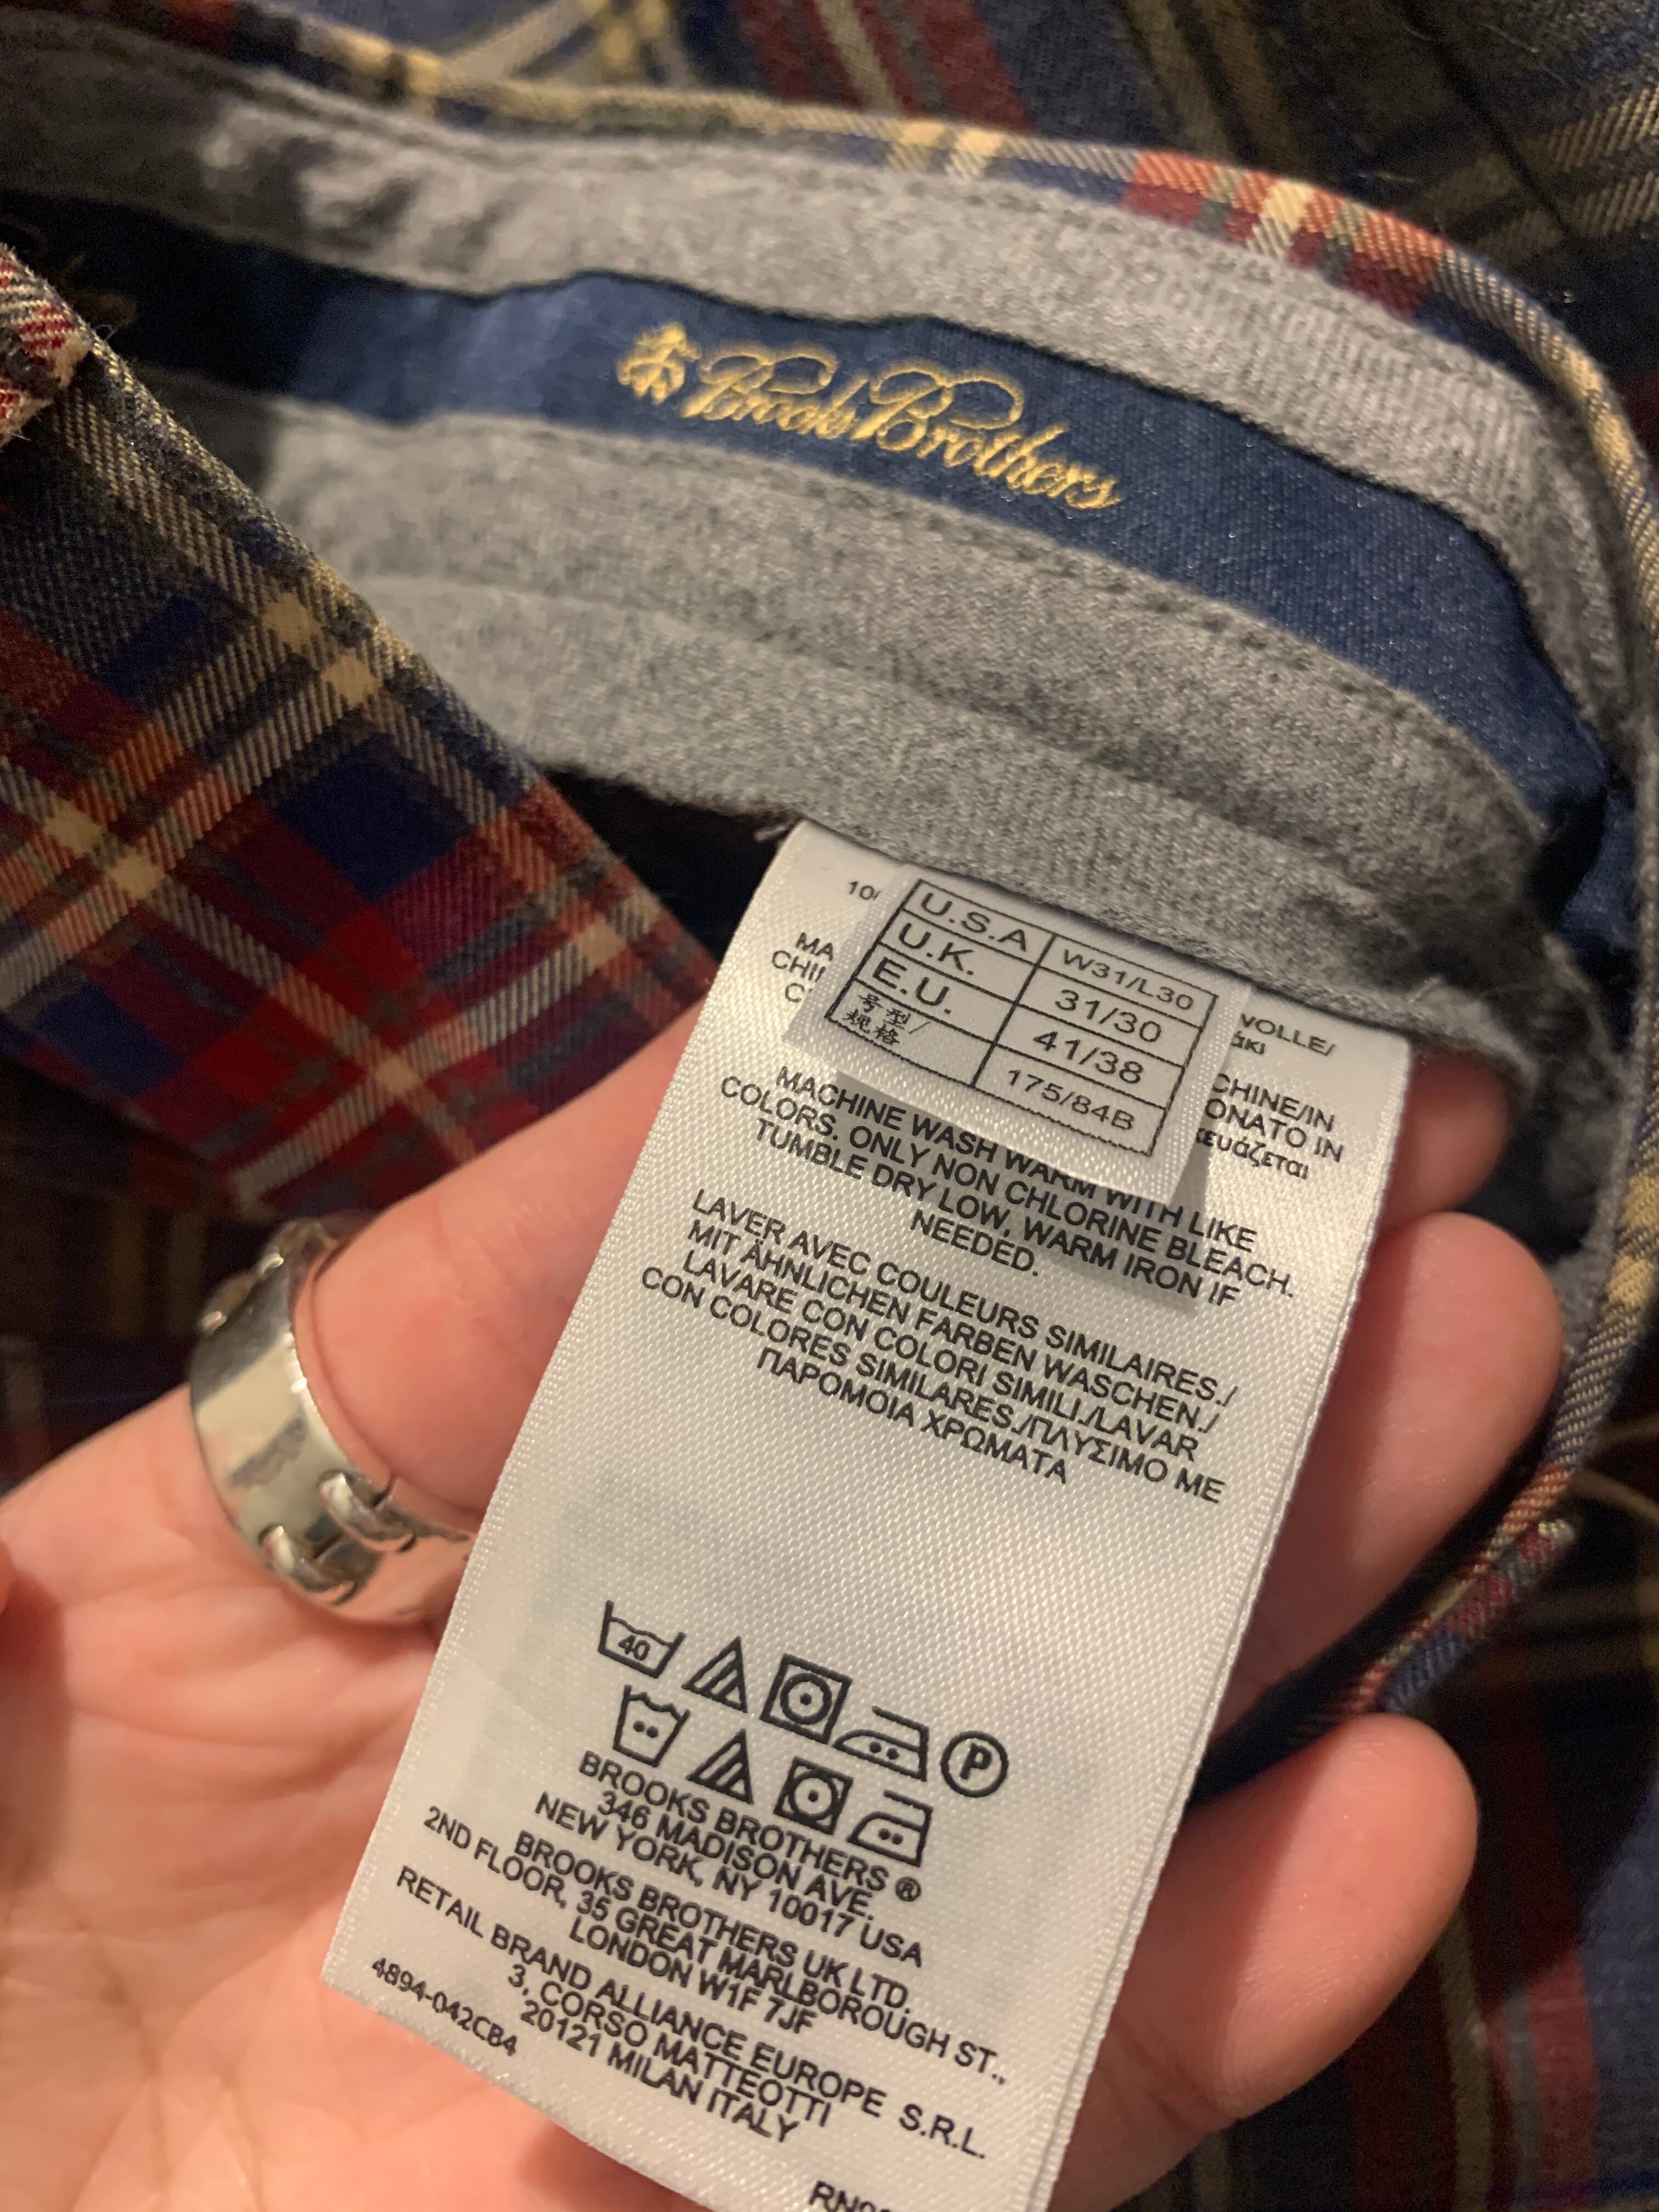 Brooks Brothers
U.S.A W31/L30
U.K. 31/30
E.U. 41/38
号型/规格 175/84B
MACHINE WASH WARM WITH LIKE
COLORS. ONLY NON CHLORINE BLEACH.
TUMBLE DRY LOW, WARM IRON IF
NEEDED.
LAVER AVEC COULEURS SIMILAIRES./
MIT ÄHNLICHEN FARBEN WASCHEN./
LAVARE CON COLORI SIMILI./LAVAR
CON COLORES SIMILARES./ΠΛΥΣΙΜΟ ΜΕ
ΠΑΡΟΜΟΙΑ ΧΡΩΜΑΤΑ
40
P
BROOKS BROTHERS ®
346 MADISON AVE.
NEW YORK, NY 10017 USA
BROOKS BROTHERS UK LTD.
2ND FLOOR, 35 GREAT MARLBOROUGH ST.,
LONDON W1F 7JF
RETAIL BRAND ALLIANCE EUROPE S.R.L.
3, CORSO MATTEOTTI
20121 MILAN ITALY
4894-042CB4